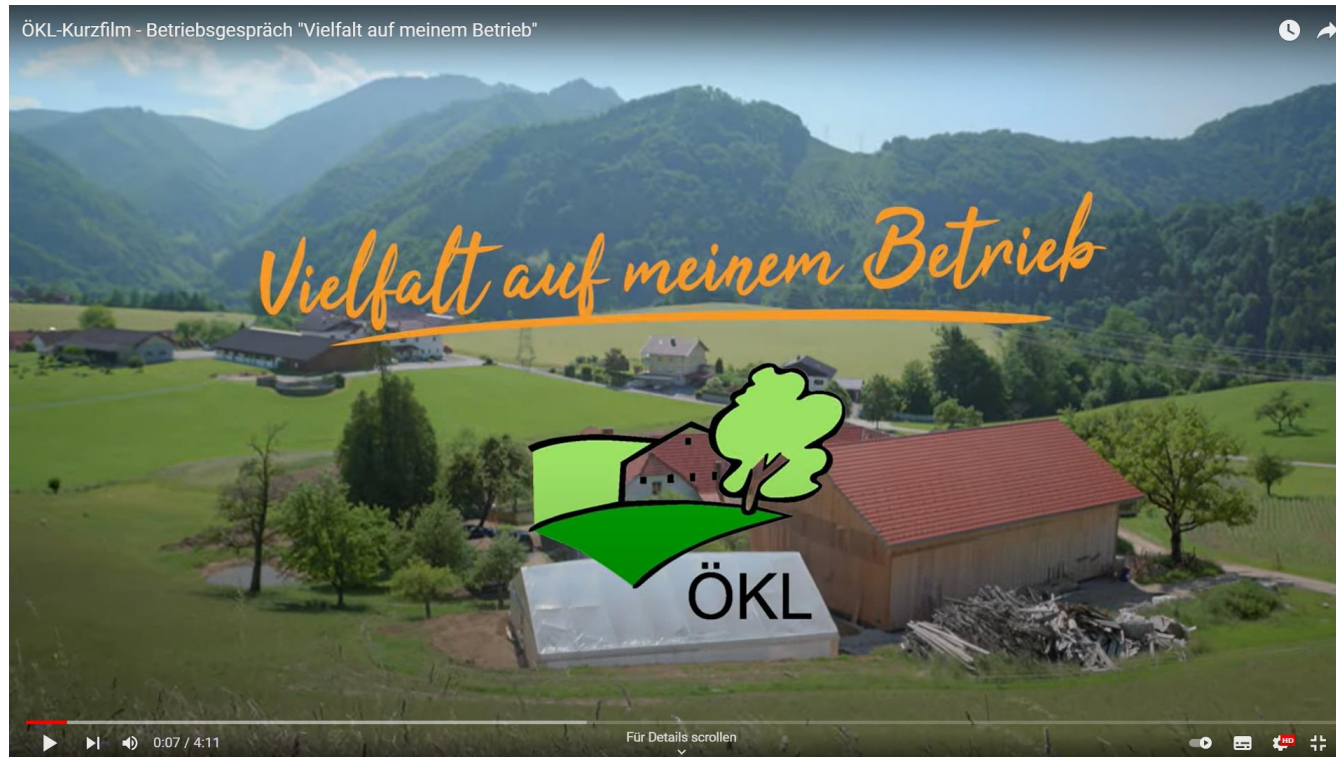 ÖKL-Kurzfilm - Betriebsgespräch "Vielfalt auf meinem Betrieb"
Vielfalt auf meinem Betrieb
ÖKL
Für Details scrollen
0:07 / 4:11
HD